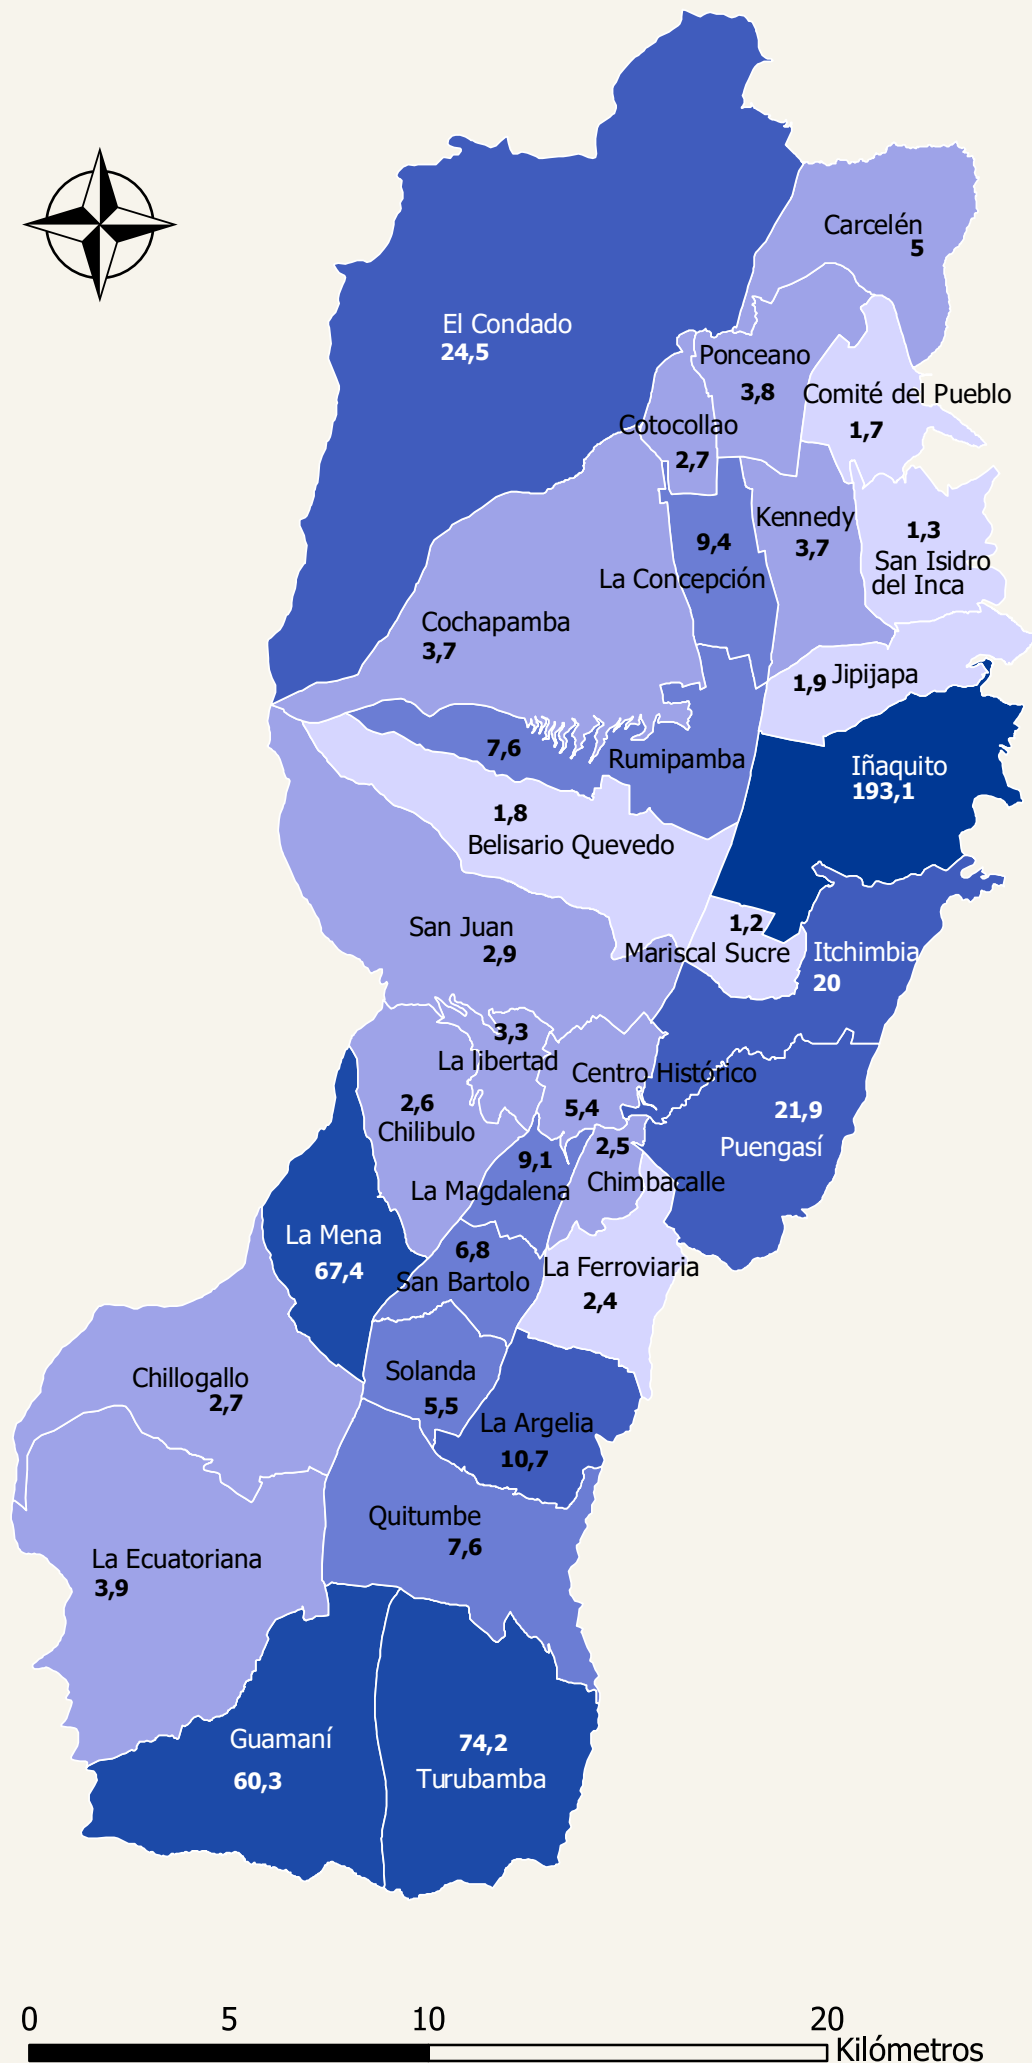 Carcelén
5
El Condado
24,5
Ponceano
3,8
Comité del Pueblo
1,7
Cotocollao
2,7
Kennedy
3,7
1,3
San Isidro
del Inca
9,4
La Concepción
Cochapamba
3,7
1,9 Jipijapa
7,6
Rumipamba
Iñaquito
193,1
1,8
Belisario Quevedo
San Juan
2,9
1,2
Mariscal Sucre
Itchimbia
20
3,3
La libertad
Centro Histórico
5,4
2,6
Chilibulo
21,9
Puengasí
2,5
Chimbacalle
9,1
La Magdalena
La Mena
67,4
6,8
San Bartolo
La Ferroviaria
2,4
Chillogallo
2,7
Solanda
5,5
La Argelia
10,7
Quitumbe
7,6
La Ecuatoriana
3,9
Guamaní
60,3
74,2
Turubamba
0 5 10 20
Kilómetros